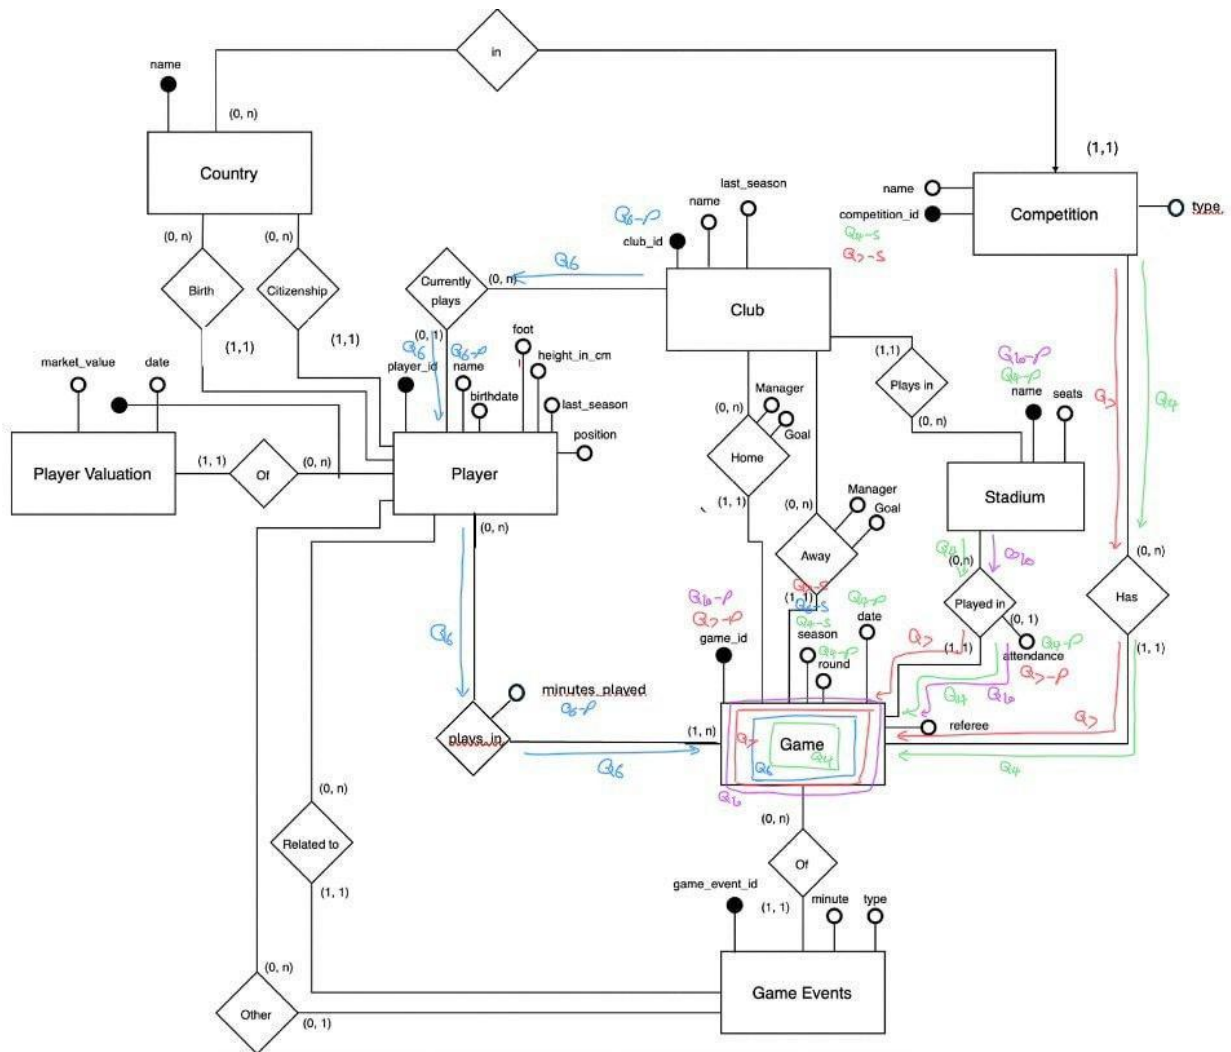 in
name
(0, n)
(1,1)
Country
name
competition_id
Q4-S
Q7-S
Competition
type
last_season
name
Q6-P
club_id
Club
(0, n)
(0, n)
Birth
Citizenship
(1,1)
(1,1)
Q6
Currently
plays
(0, n)
(0, 1)
Q6
player_id
Q6-P
name
birthdate
foot
height_in_cm
last_season
position
market_value
date
Player Valuation
(1, 1)
Of
(0, n)
Player
(0, n)
(1,1)
Plays in
(0, n)
Q10-P
Q4-P
name
seats
Stadium
Q7
Q4
(0, n)
Manager
Goal
Home
(1, 1)
(0, n)
Manager
Goal
Away
(1, 1)
Q4
(0,n)
Q10
Played in
(0, 1)
(1,1)
attendance
Q4-P
Q7-P
(0, n)
Has
(1, 1)
Q10-P
Q7-P
game_id
Q6-S
Q4-S
season
Q4-P
round
Q4-P
date
Q7
Q4
Q10
Q6
minutes_played
Q6-P
plays_in
Q6
(1, n)
Game
Q7
Q6
Q4
Q10
referee
Q7
Q4
(0, n)
Related to
(1, 1)
(0, n)
Of
(1, 1)
game_event_id
minute
type
Game Events
(0, n)
Other
(0, 1)